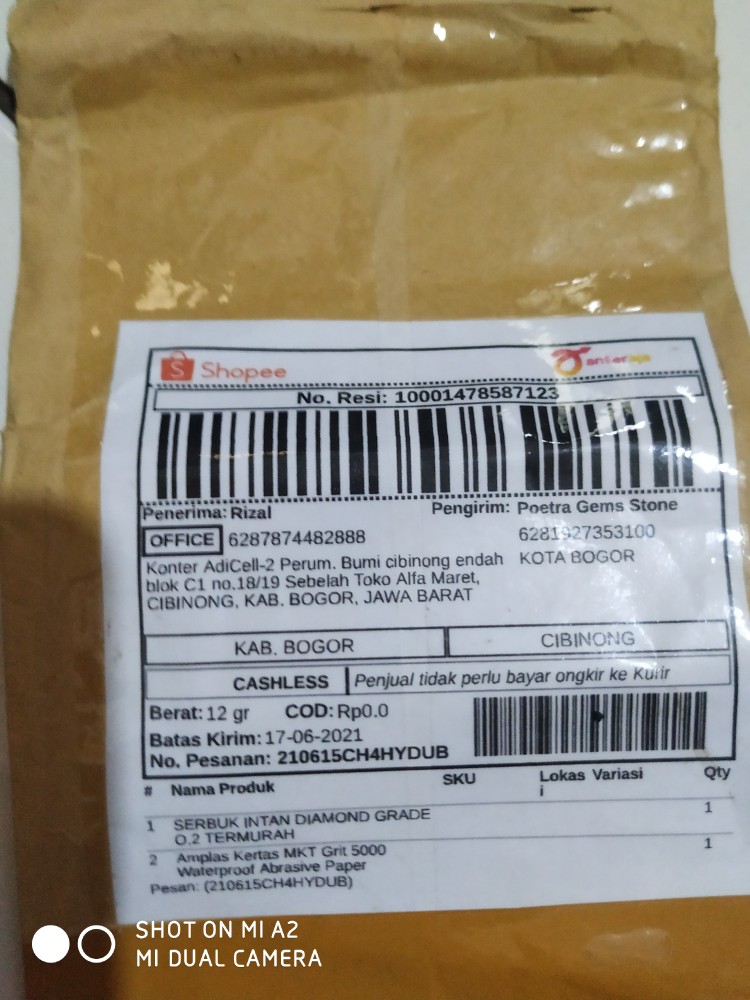 Shopee
anteraja
No. Resi: 10001478587123
Penerima: Rizal
Pengirim: Poetra Gems Stone
OFFICE 6287874482888
6281927353100
Konter AdiCell-2 Perum. Bumi cibinong endah
KOTA BOGOR
blok C1 no.18/19 Sebelah Toko Alfa Maret,
CIBINONG, KAB. BOGOR, JAWA BARAT
KAB. BOGOR
CIBINONG
CASHLESS
Penjual tidak perlu bayar ongkir ke Kurir
Berat: 12 gr COD: Rp0.0
Batas Kirim: 17-06-2021
No. Pesanan: 210615CH4HYDUB
# Nama Produk SKU Lokas Variasi Qty
i
1 SERBUK INTAN DIAMOND GRADE 1
O.2 TERMURAH
2 Amplas Kertas MKT Grit 5000 1
Waterproof Abrasive Paper
Pesan: (210615CH4HYDUB)
SHOT ON MI A2
MI DUAL CAMERA